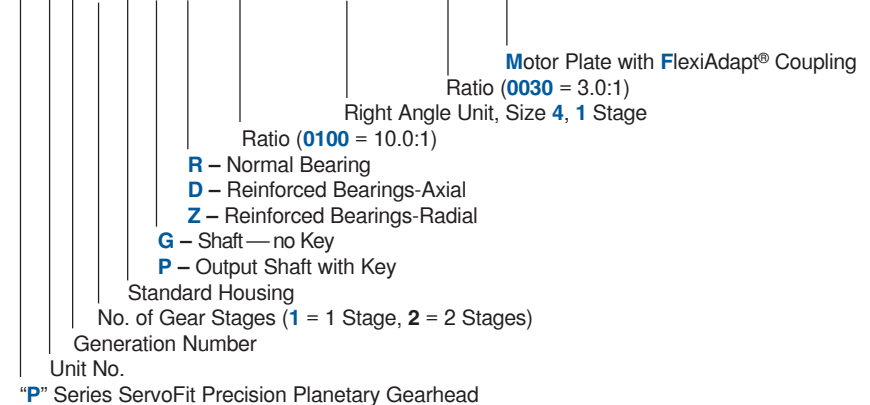 Motor Plate with FlexiAdapt® Coupling
Ratio (0030 = 3.0:1)
Right Angle Unit, Size 4, 1 Stage
Ratio (0100 = 10.0:1)
R – Normal Bearing
D – Reinforced Bearings-Axial
Z – Reinforced Bearings-Radial
G – Shaft — no Key
P – Output Shaft with Key
Standard Housing
No. of Gear Stages (1 = 1 Stage, 2 = 2 Stages)
Generation Number
Unit No.
“P” Series ServoFit Precision Planetary Gearhead